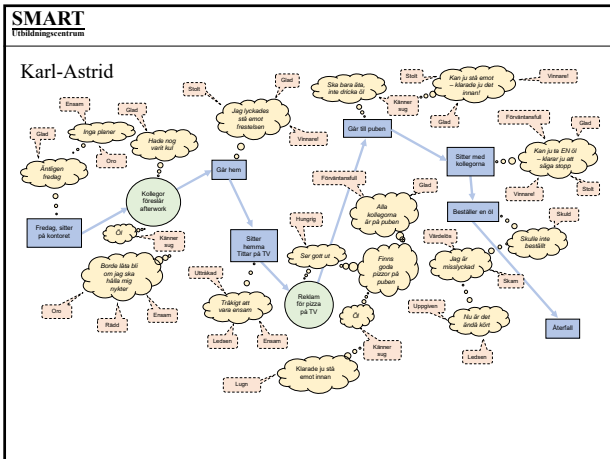 SMART
Utbildningscentrum
Karl-Astrid
Ensam
Glad
Inga planer
Oro
Äntligen
fredag
Fredag, sitter
på kontoret
Glad
Hade nog
varit kul
Kollegor
föreslår
afterwork
Öl
Känner
sug
Borde låta bli
om jag ska
hålla mig
nykter
Oro
Rädd
Ensam
Stolt
Glad
Jag lyckades
stå emot
frestelsen
Vinnare!
Går hem
Sitter
hemma
Tittar på TV
Uttråkad
Tråkigt att
vara ensam
Ledsen
Ensam
Hungrig
Ser gott ut
Reklam
för pizza
på TV
Förväntansfull
Glad
Alla
kollegorna
är på puben
Finns
goda
pizzor på
puben
Öl
Känner
sug
Klarade ju stå
emot innan
Lugn
Ska bara äta,
inte dricka öl
Känner
sug
Går till puben
Stolt
Kan ju stå emot
– klarade ju det
innan!
Vinnare!
Glad
Sitter med
kollegorna
Förväntansfull
Glad
Kan ju ta EN öl
– klarar ju att
säga stopp
Vinnare!
Stolt
Beställer en öl
Skuld
Skulle inte
beställt
Värdelös
Jag är
misslyckad
Skam
Uppgiven
Nu är det
ändå kört
Ledsen
Återfall